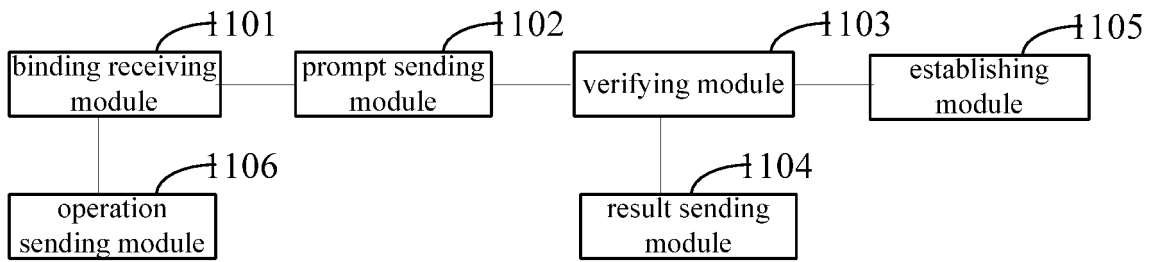 1101
1102
1103
1105
binding receiving
module
prompt sending
module
verifying module
establishing
module
1106
1104
operation
sending module
result sending
module